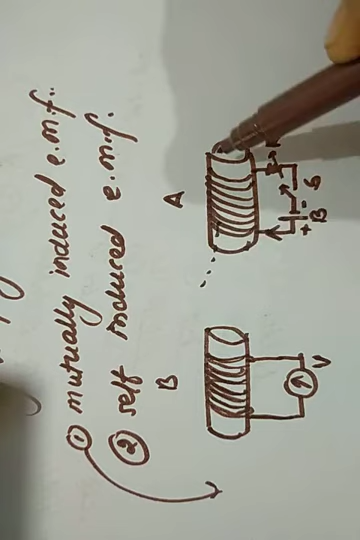 ① mutually induced e.m.f.
② self induced e.m.f.
B A
V + B - S R